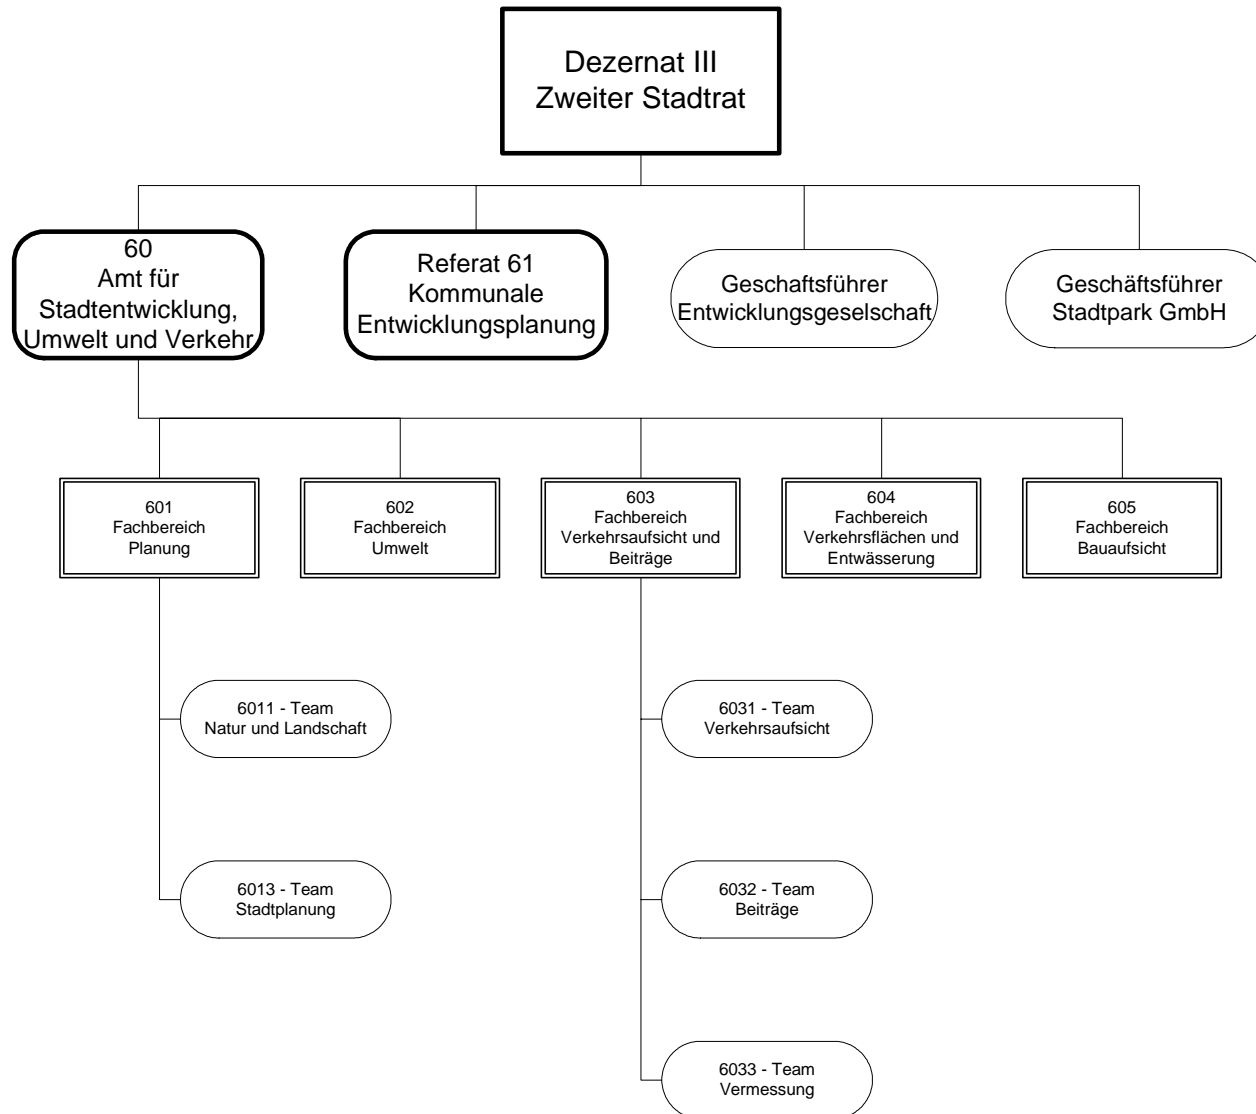 Dezernat III
Zweiter Stadtrat
60
Amt für
Stadtentwicklung,
Umwelt und Verkehr
Referat 61
Kommunale
Entwicklungsplanung
Geschaftsführer
Entwicklungsgeselschaft
Geschäftsführer
Stadtpark GmbH
601
Fachbereich
Planung
602
Fachbereich
Umwelt
603
Fachbereich
Verkehrsaufsicht und
Beiträge
604
Fachbereich
Verkehrsflächen und
Entwässerung
605
Fachbereich
Bauaufsicht
6011 - Team
Natur und Landschaft
6031 - Team
Verkehrsaufsicht
6013 - Team
Stadtplanung
6032 - Team
Beiträge
6033 - Team
Vermessung